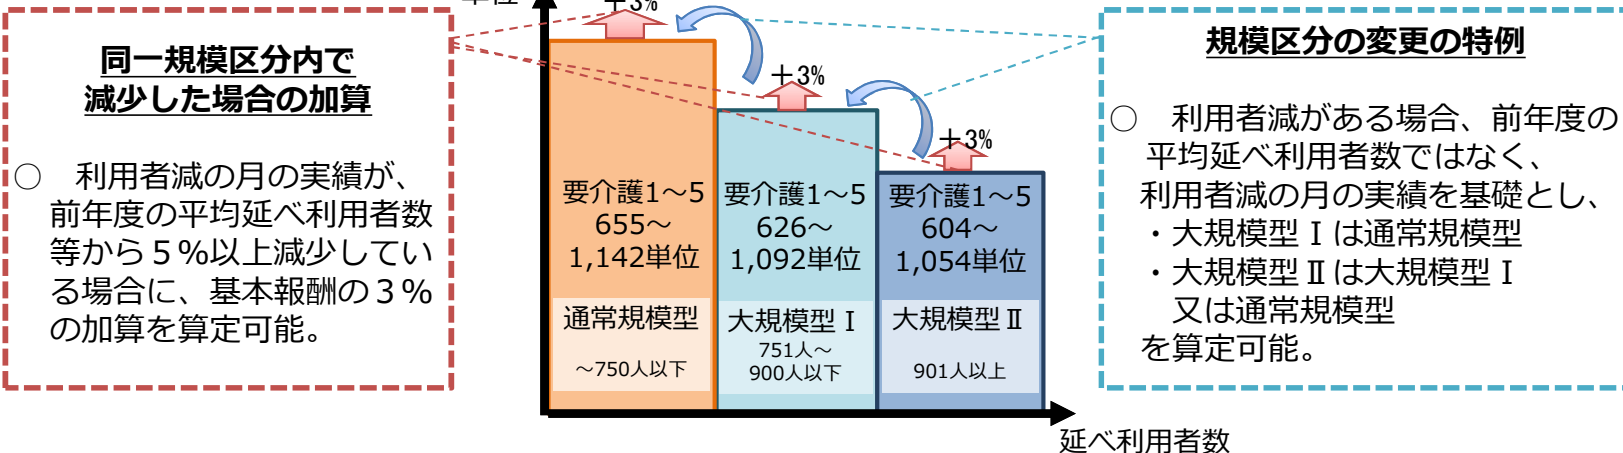 同一規模区分内で
減少した場合の加算
○　利用者減の月の実績が、
前年度の平均延べ利用者数
等から５%以上減少してい
る場合に、基本報酬の３%
の加算を算定可能。
＋3%
＋3%
＋3%
要介護1～5
655～
1,142単位
通常規模型
～750人以下
要介護1～5
626～
1,092単位
大規模型Ⅰ
751人～
900人以下
要介護1～5
604～
1,054単位
大規模型Ⅱ
901人以上
延べ利用者数
規模区分の変更の特例
○　利用者減がある場合、前年度の
平均延べ利用者数ではなく、
利用者減の月の実績を基礎とし、
・大規模型Ⅰは通常規模型
・大規模型Ⅱは大規模型Ⅰ
又は通常規模型
を算定可能。